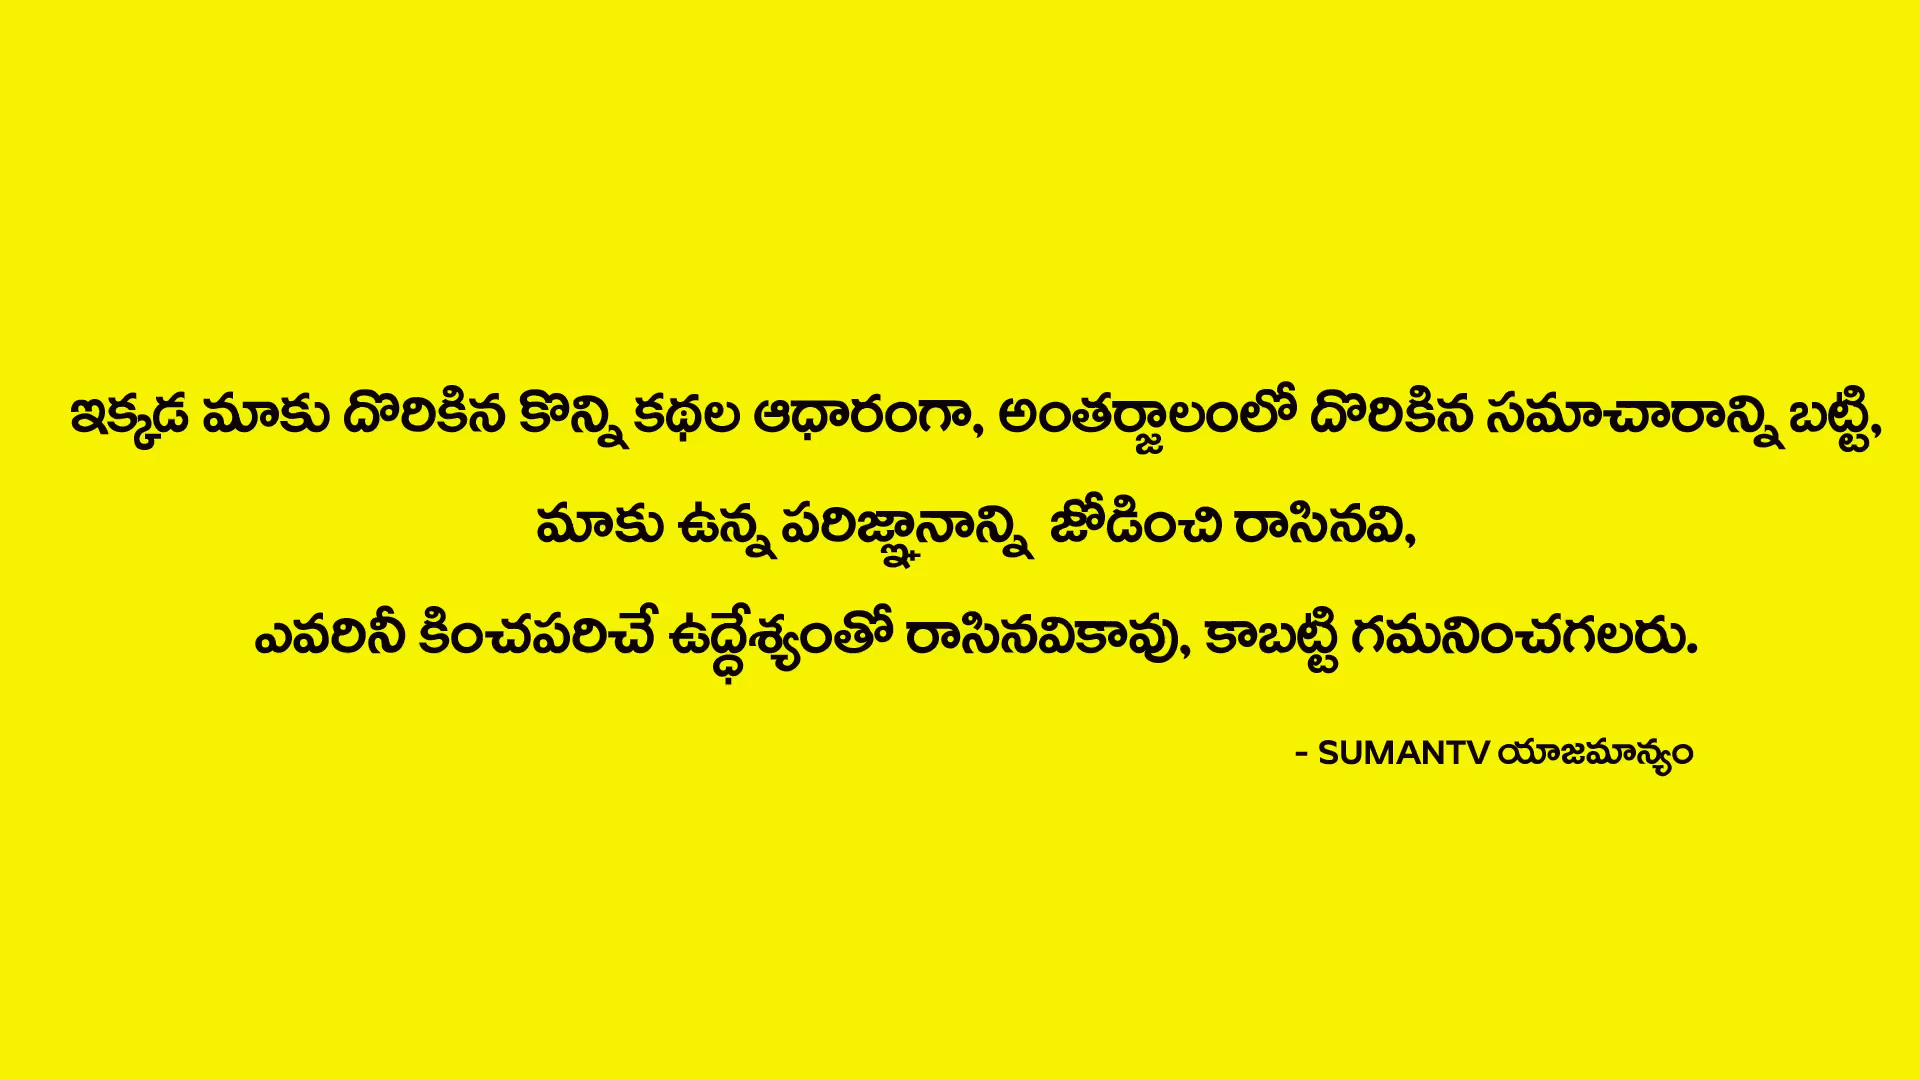 ఇక్కడ మాకు దొరికిన కొన్ని కథల ఆధారంగా, అంతర్జాలంలో దొరికిన సమాచారాన్ని బట్టి,
మాకు ఉన్న పరిజ్ఞానాన్ని జోడించి రాసినవి,
ఎవరినీ కించపరిచే ఉద్ధేశ్యంతో రాసినవికావు, కాబట్టి గమనించగలరు.
- SUMANTV యాజమాన్యం